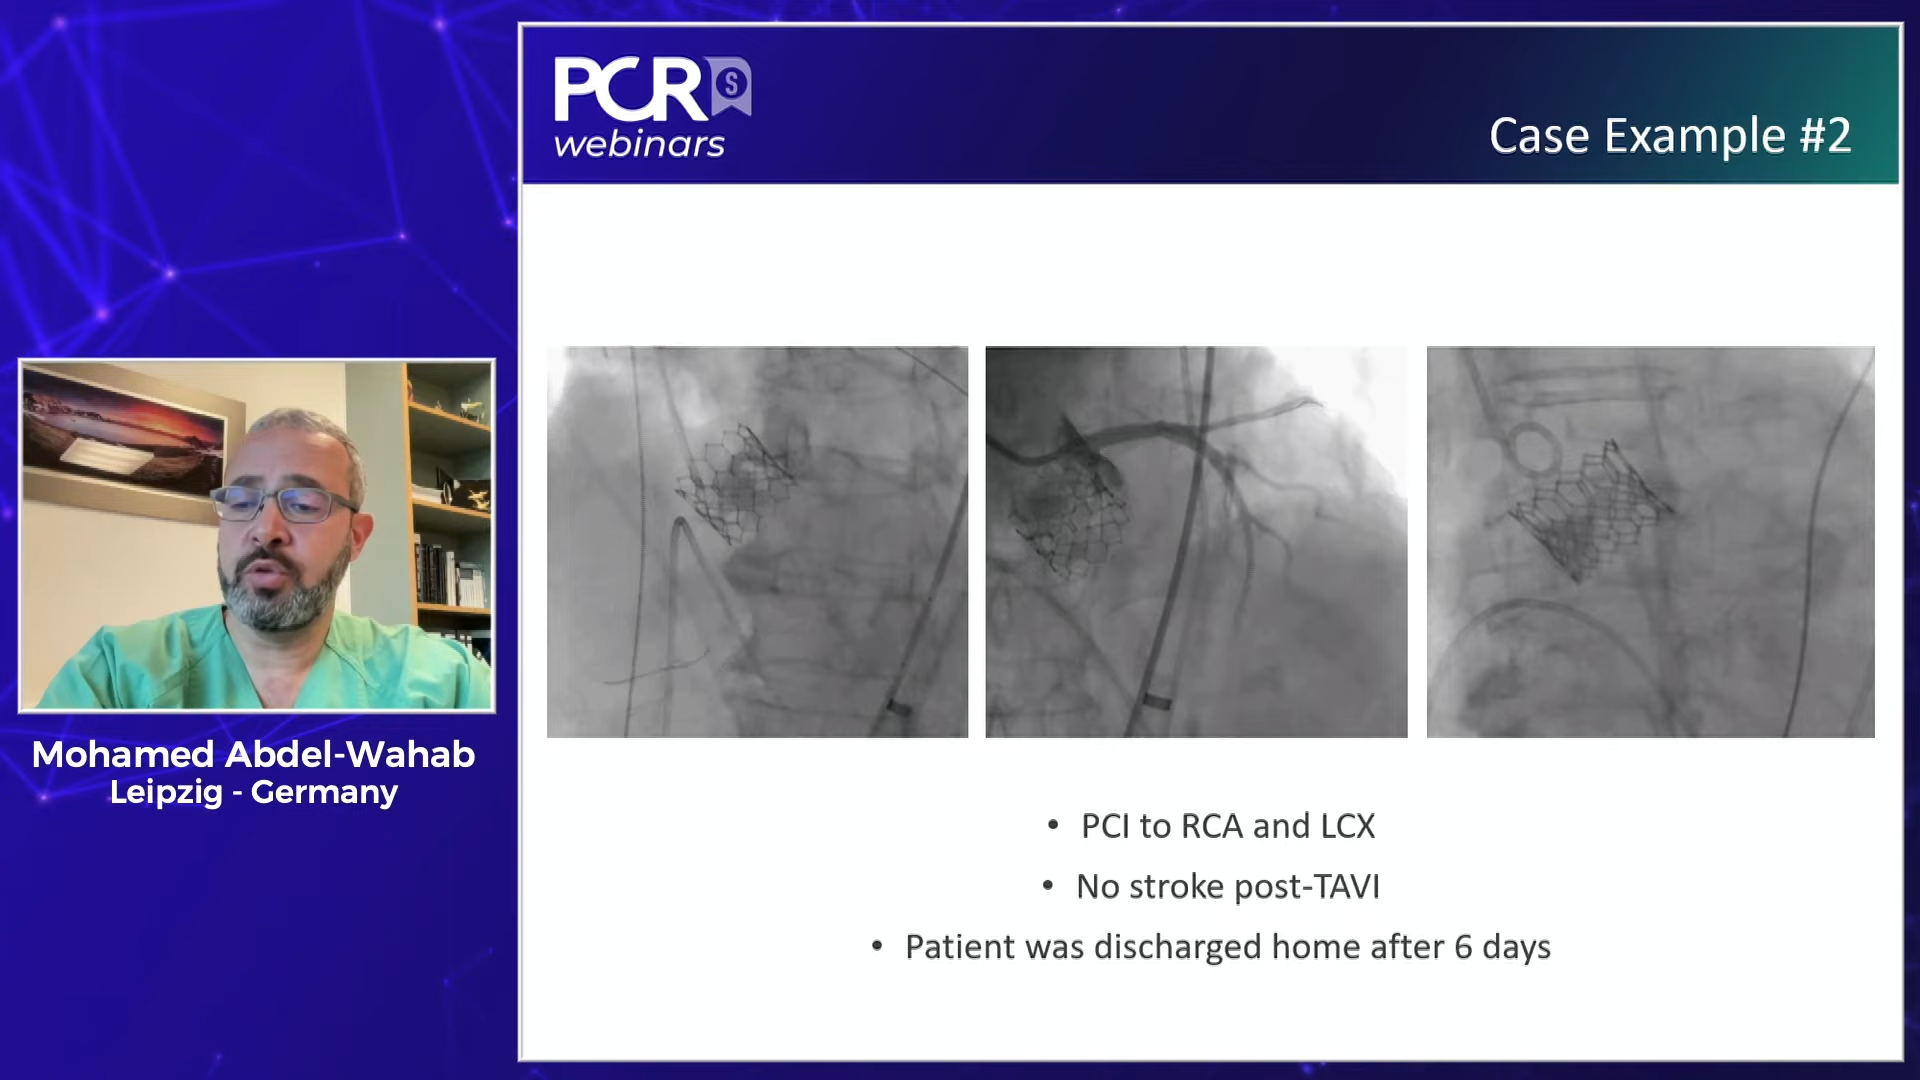 PCR S
webinars
Case Example #2
Mohamed Abdel-Wahab
Leipzig - Germany
• PCI to RCA and LCX
• No stroke post-TAVI
• Patient was discharged home after 6 days